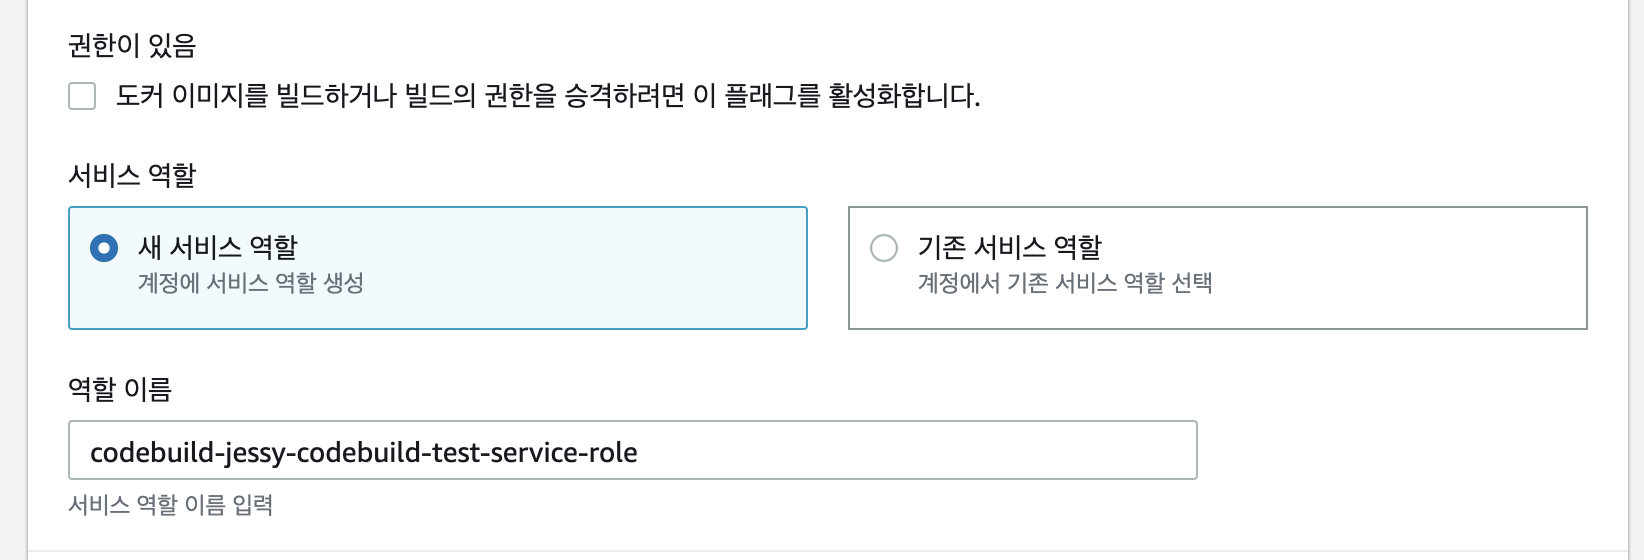 권한이 있음
도커 이미지를 빌드하거나 빌드의 권한을 승격하려면 이 플래그를 활성화합니다.
서비스 역할
새 서비스 역할
계정에 서비스 역할 생성
기존 서비스 역할
계정에서 기존 서비스 역할 선택
역할 이름
codebuild-jessy-codebuild-test-service-role
서비스 역할 이름 입력